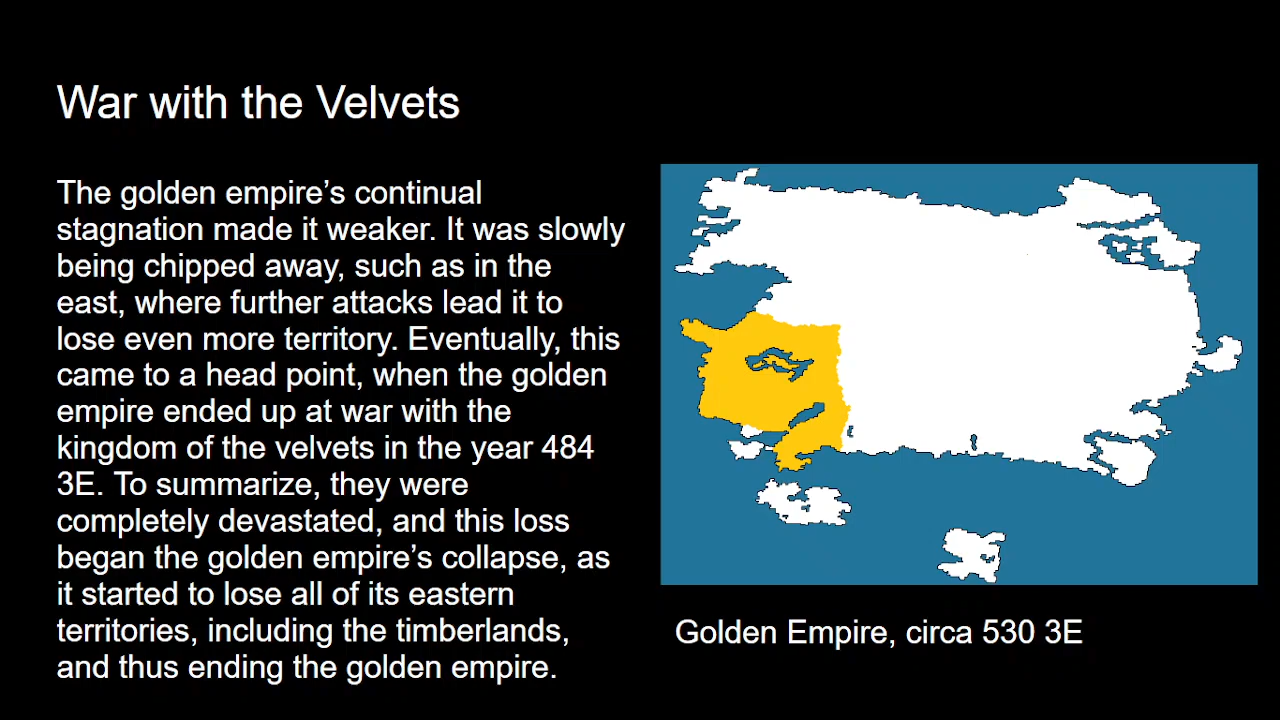 War with the Velvets
The golden empire’s continual
stagnation made it weaker. It was slowly
being chipped away, such as in the
east, where further attacks lead it to
lose even more territory. Eventually, this
came to a head point, when the golden
empire ended up at war with the
kingdom of the velvets in the year 484
3E. To summarize, they were
completely devastated, and this loss
began the golden empire’s collapse, as
it started to lose all of its eastern
territories, including the timberlands,
and thus ending the golden empire.
Golden Empire, circa 530 3E